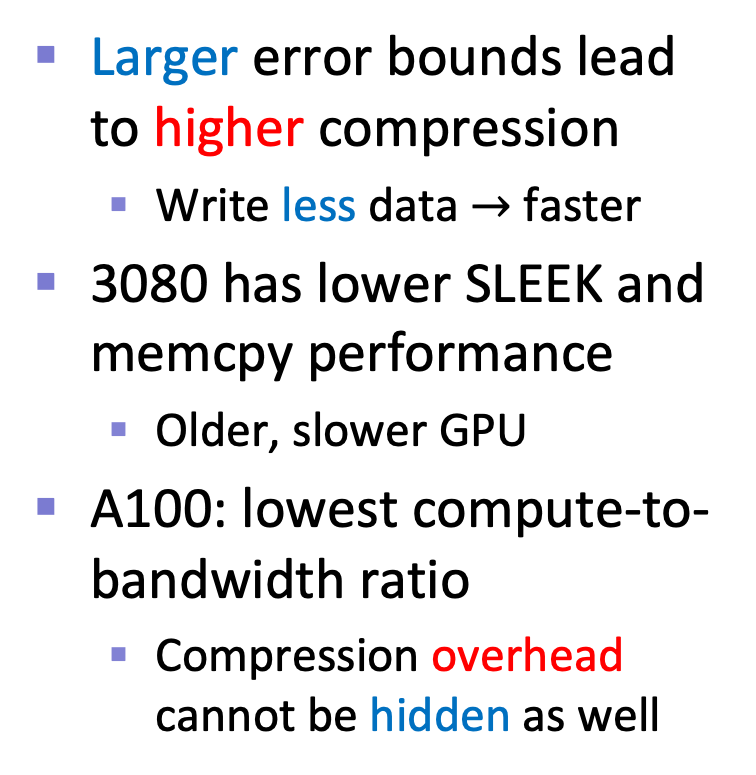 ▪ Larger error bounds lead
to higher compression
▪ Write less data → faster
▪ 3080 has lower SLEEK and
memcpy performance
▪ Older, slower GPU
▪ A100: lowest compute-to-
bandwidth ratio
▪ Compression overhead
cannot be hidden as well